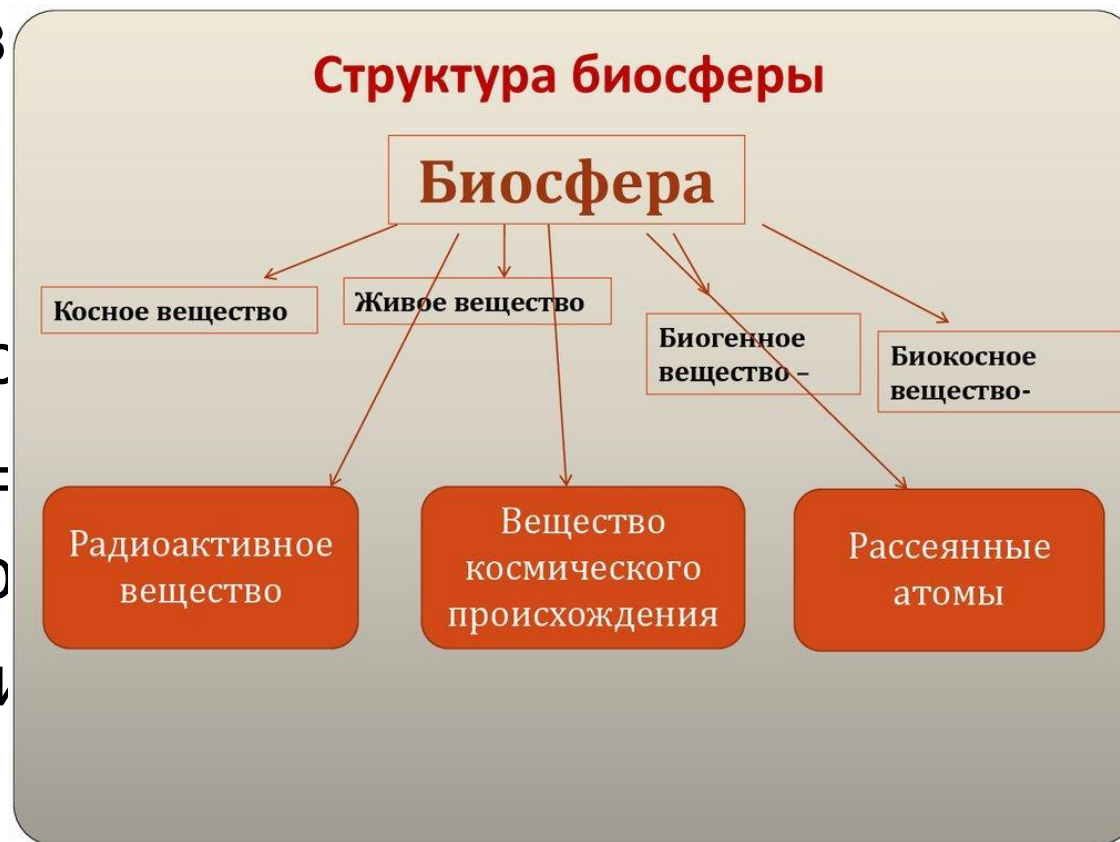 Структура биосферы
Биосфера
Косное вещество
Живое вещество
Биогенное
вещество –
Биокосное
вещество-
Радиоактивное
вещество
Вещество
космического
происхождения
Рассеянные
атомы